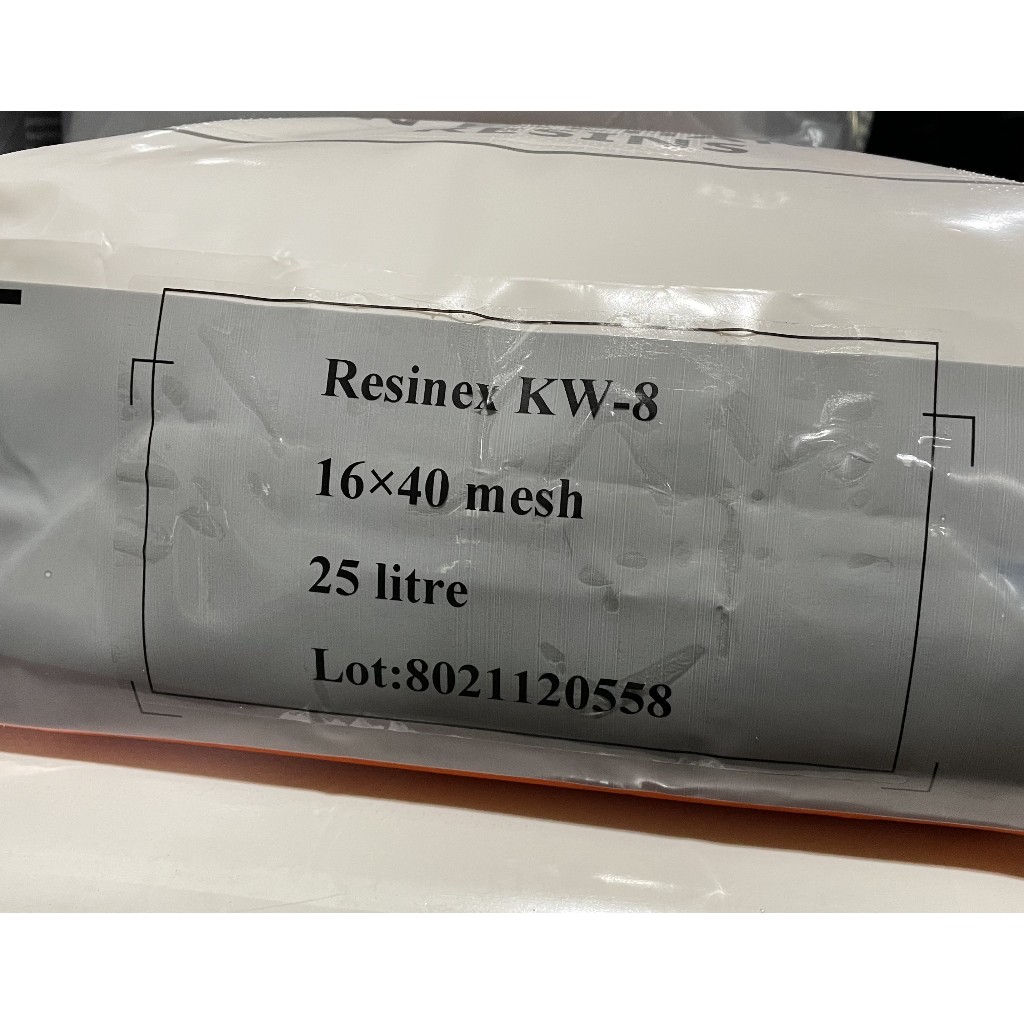 Resinex KW-8
16×40 mesh
25 litre
Lot:8021120558